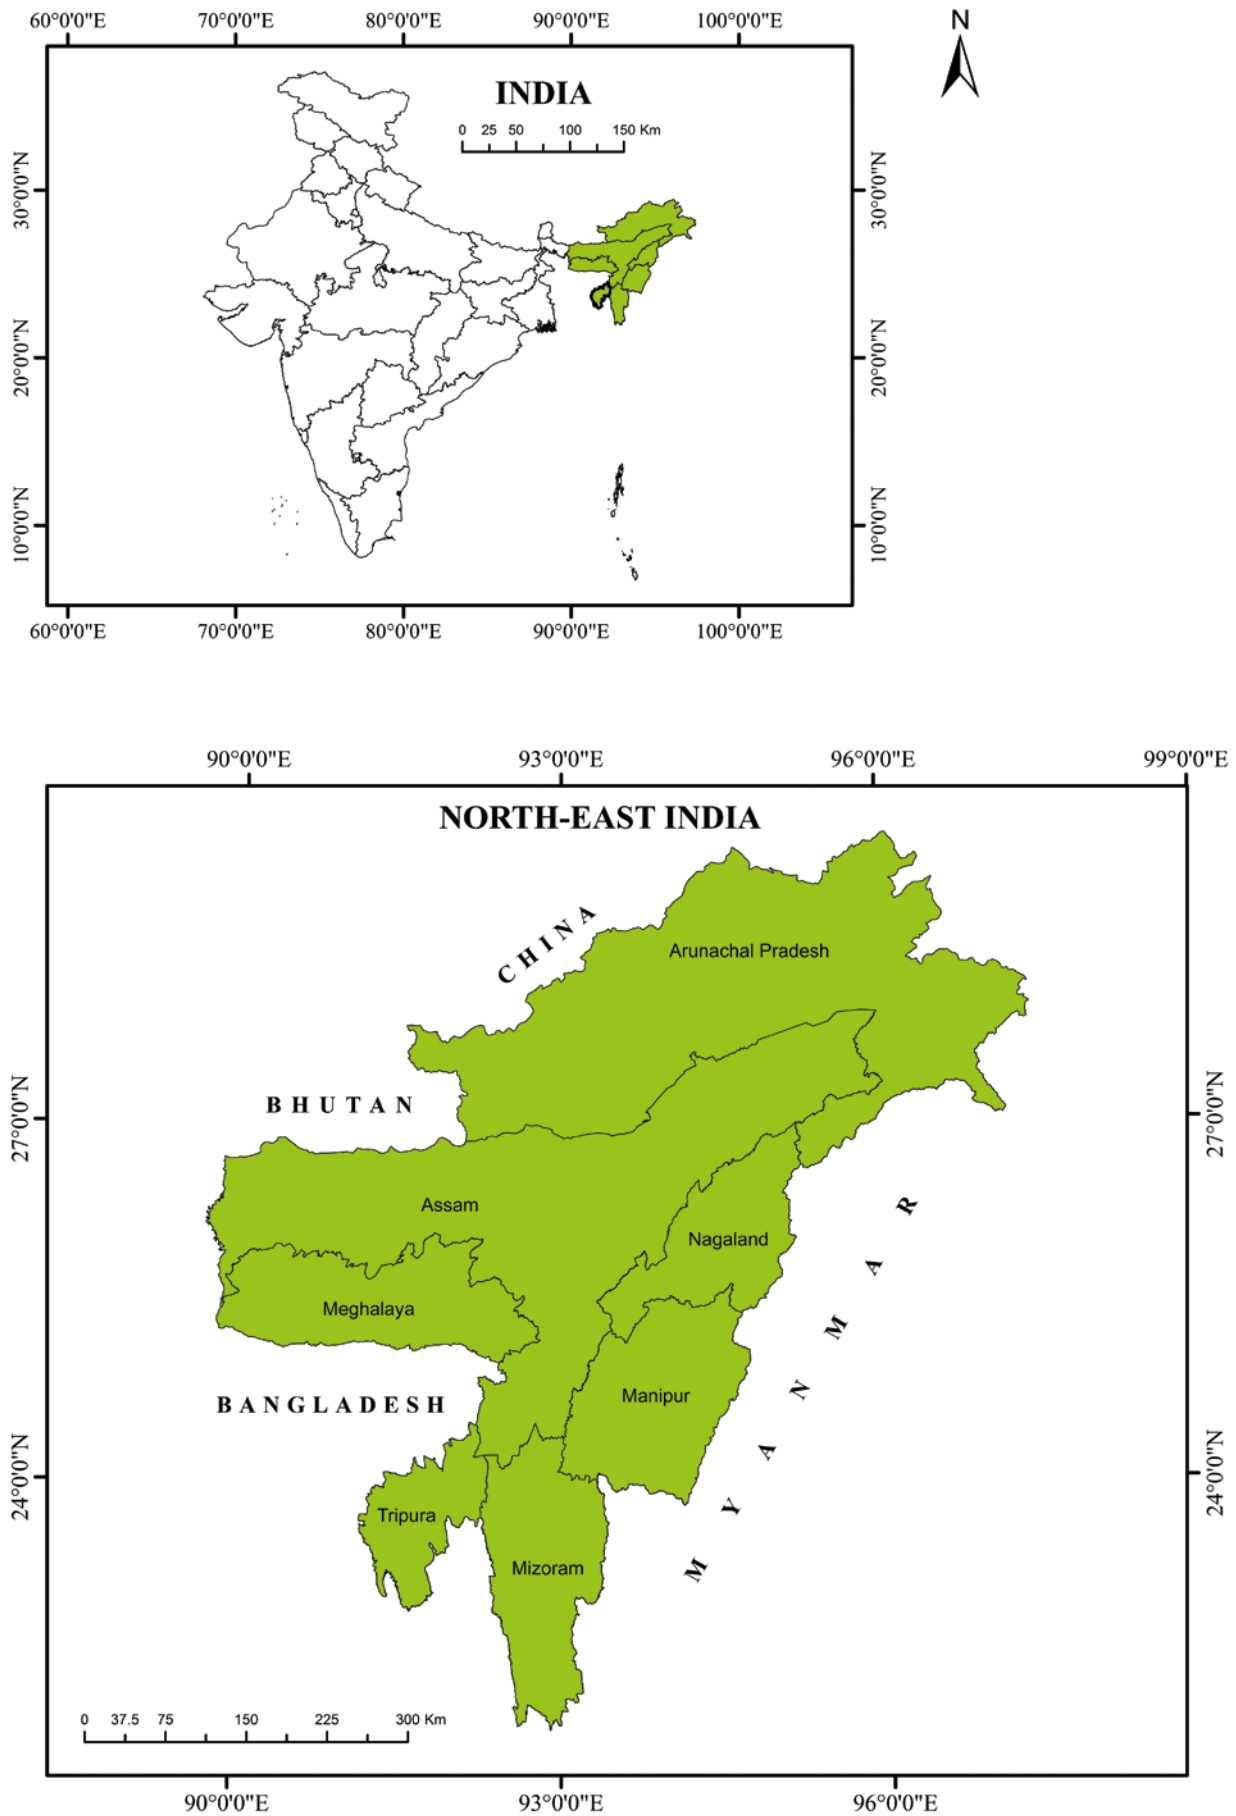 60°0'0"E 70°0'0"E 80°0'0"E 90°0'0"E 100°0'0"E
N
INDIA
0 25 50 100 150 Km
30°0'0"N 30°0'0"N
20°0'0"N 20°0'0"N
10°0'0"N 10°0'0"N
60°0'0"E 70°0'0"E 80°0'0"E 90°0'0"E 100°0'0"E
90°0'0"E 93°0'0"E 96°0'0"E 99°0'0"E
NORTH-EAST INDIA
CHINA
Arunachal Pradesh
BHUTAN
27°0'0"N 27°0'0"N
Assam
Nagaland
Meghalaya
MYANMAR
Manipur
BANGLADESH
24°0'0"N 24°0'0"N
Tripura
Mizoram
0 37.5 75 150 225 300 Km
90°0'0"E 93°0'0"E 96°0'0"E